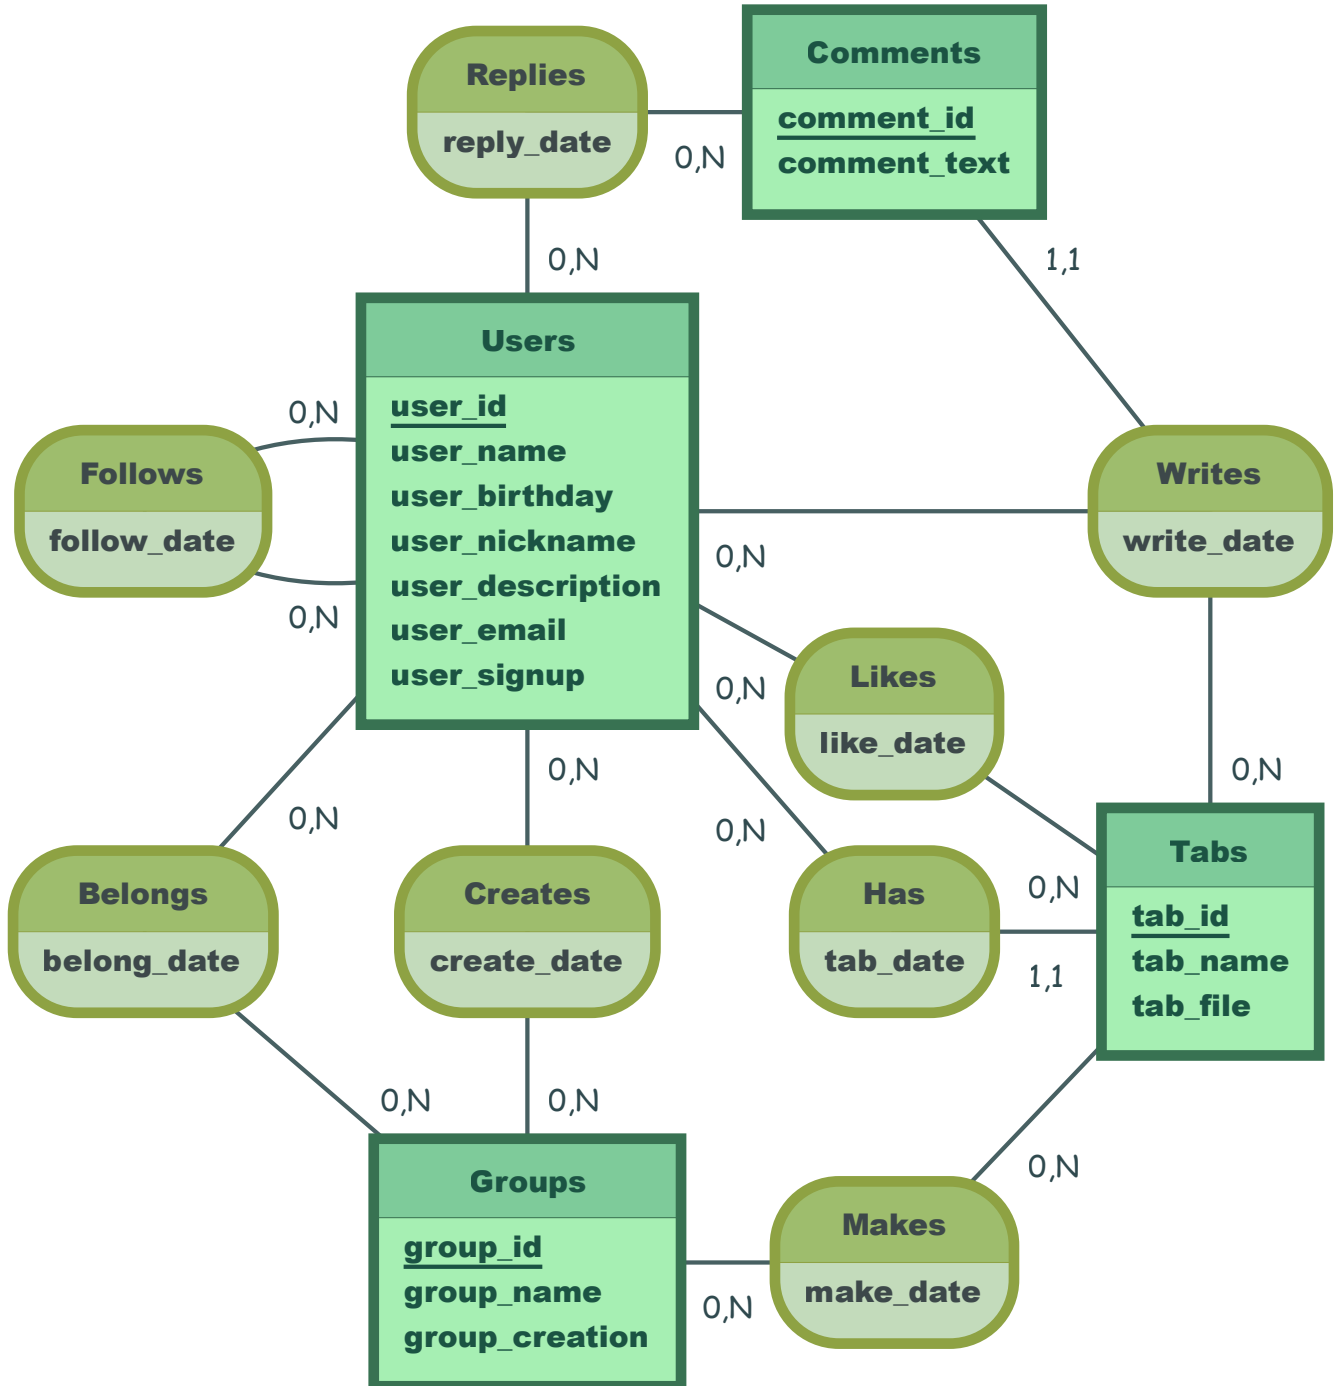 Replies
reply_date
0,N
Comments
comment_id
comment_text
0,N
1,1
Users
user_id
user_name
user_birthday
user_nickname
user_description
user_email
user_signup
0,N
Follows
follow_date
0,N
Writes
write_date
0,N
0,N
Likes
like_date
0,N
0,N
0,N
0,N
0,N
Belongs
belong_date
Creates
create_date
Has
tab_date
0,N
1,1
Tabs
tab_id
tab_name
tab_file
0,N
0,N
Groups
group_id
group_name
group_creation
0,N
Makes
make_date
0,N